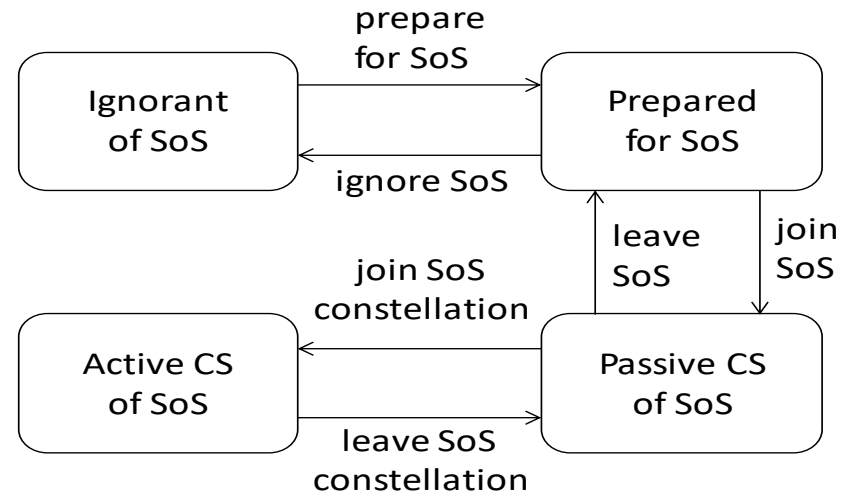 prepare
for SoS
Ignorant
of SoS
Prepared
for SoS
ignore SoS
leave
SoS
join
SoS
join SoS
constellation
Active CS
of SoS
Passive CS
of SoS
leave SoS
constellation